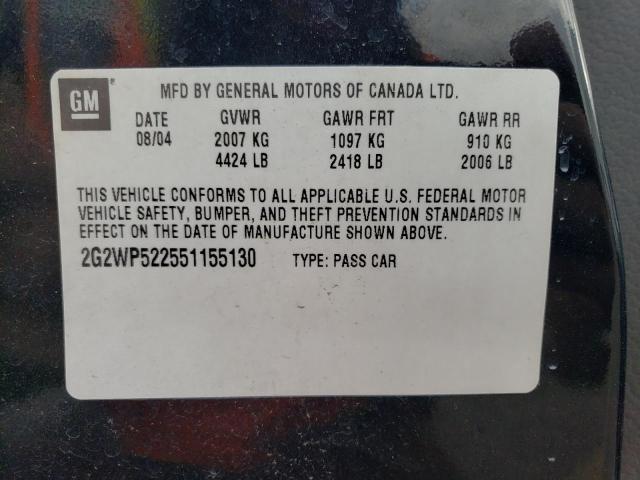 GM
MFD BY GENERAL MOTORS OF CANADA LTD.
DATE GVWR GAWR FRT GAWR RR
08/04 2007 KG 1097 KG 910 KG
4424 LB 2418 LB 2006 LB
THIS VEHICLE CONFORMS TO ALL APPLICABLE U.S. FEDERAL MOTOR
VEHICLE SAFETY, BUMPER, AND THEFT PREVENTION STANDARDS IN
EFFECT ON THE DATE OF MANUFACTURE SHOWN ABOVE.
2G2WP522551155130 TYPE: PASS CAR